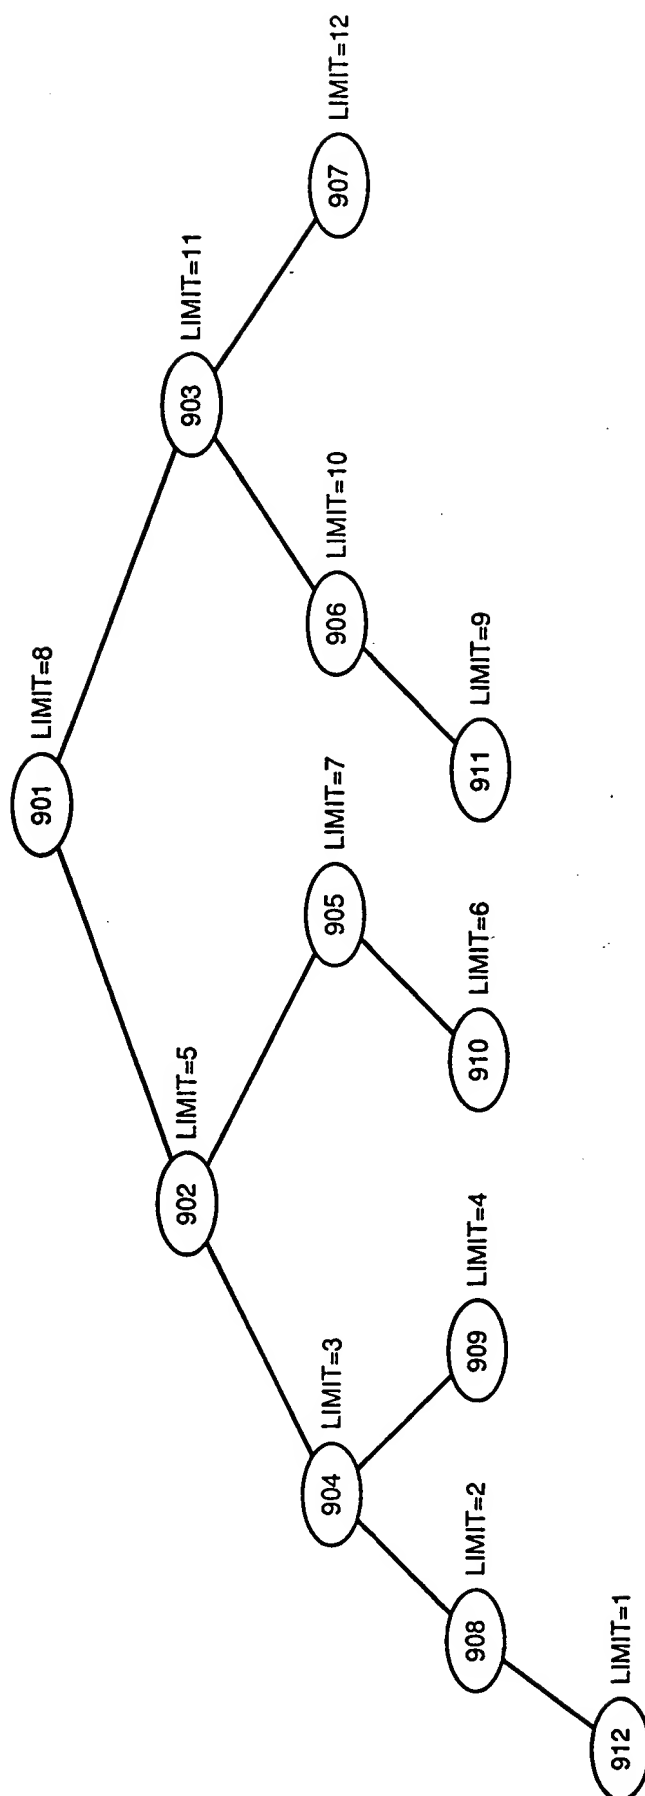 901 LIMIT=8
902 LIMIT=5
903 LIMIT=11
904 LIMIT=3
905 LIMIT=7
906 LIMIT=10
907 LIMIT=12
908 LIMIT=2
909 LIMIT=4
910 LIMIT=6
911 LIMIT=9
912 LIMIT=1